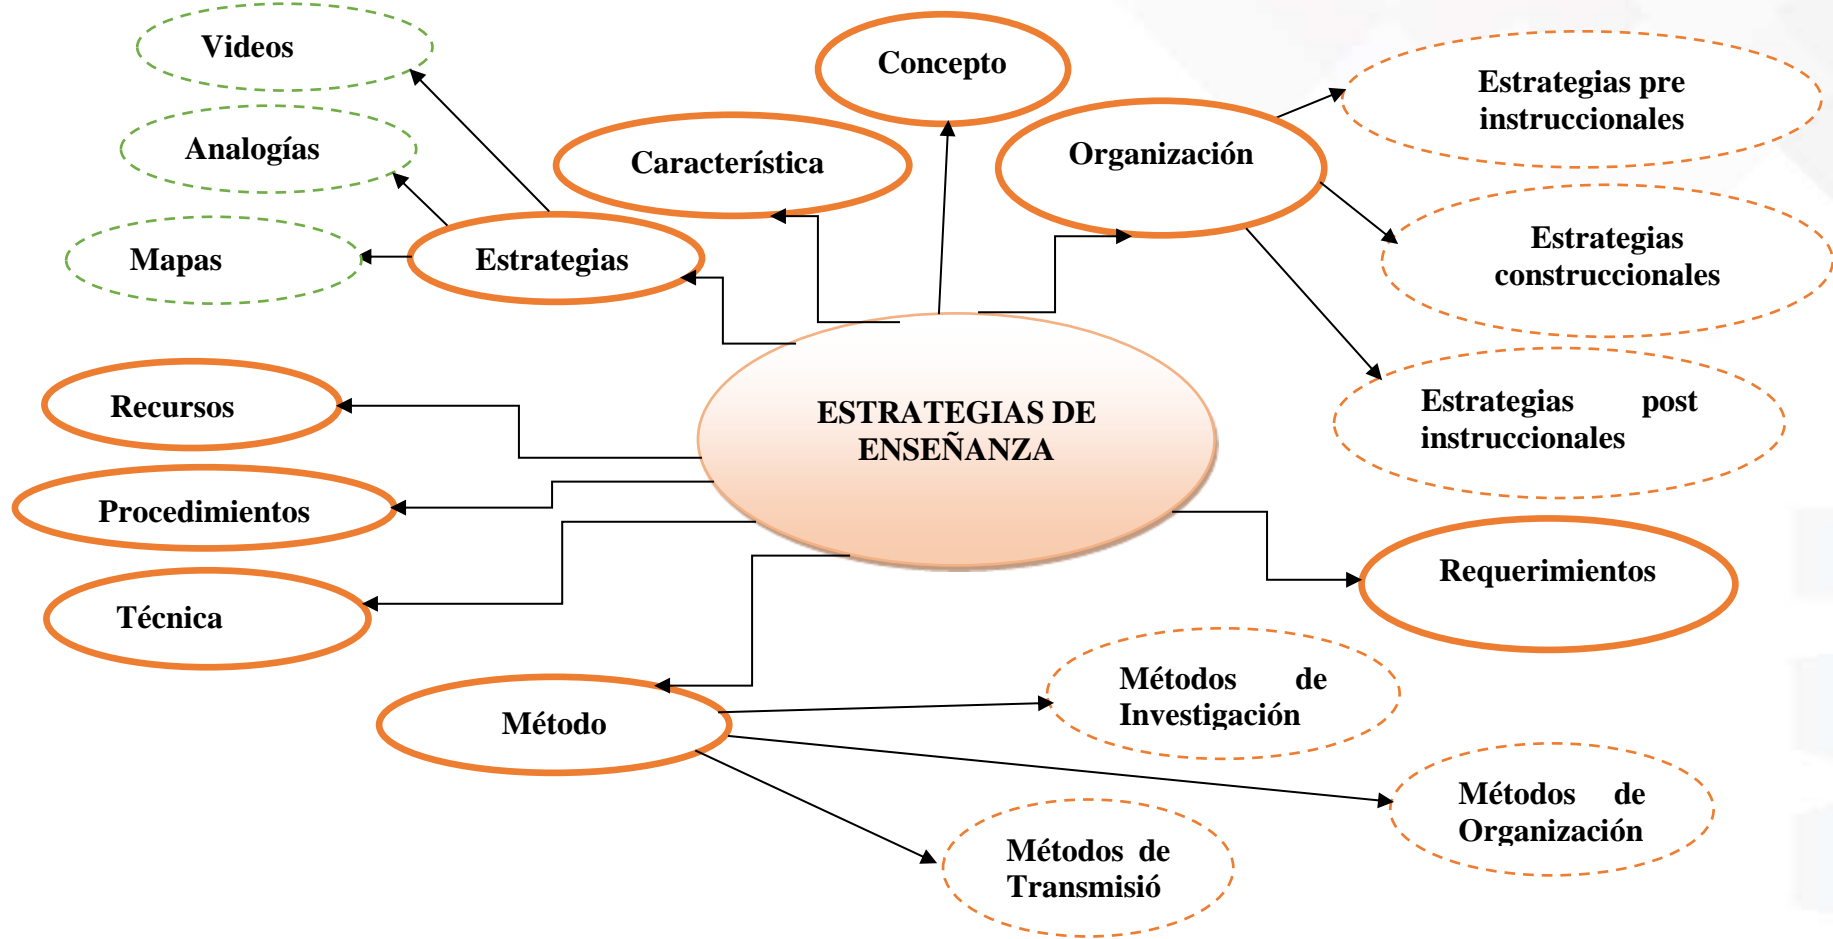 Videos
Concepto
Estrategias pre
instruccionales
Analogías
Característica
Organización
Mapas
Estrategias
Estrategias
construccionales
Recursos
ESTRATEGIAS DE
ENSEÑANZA
Estrategias post
instruccionales
Procedimientos
Técnica
Requerimientos
Método
Métodos de
Investigación
Métodos de
Organización
Métodos de
Transmisió